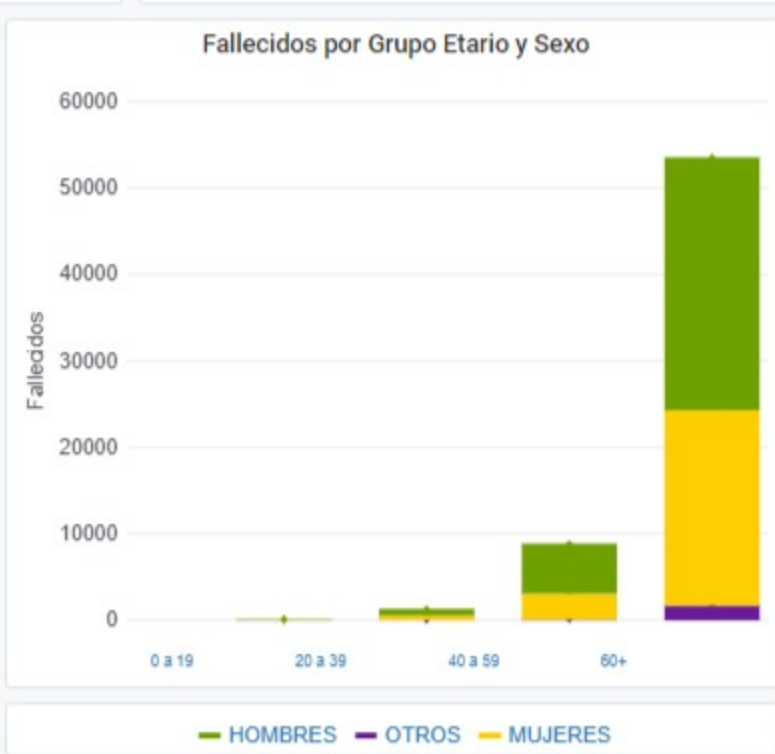 Fallecidos por Grupo Etario y Sexo
60000
50000
40000
30000
20000
10000
0
Fallecidos
0 a 19 20 a 39 40 a 59 60+
HOMBRES OTROS MUJERES